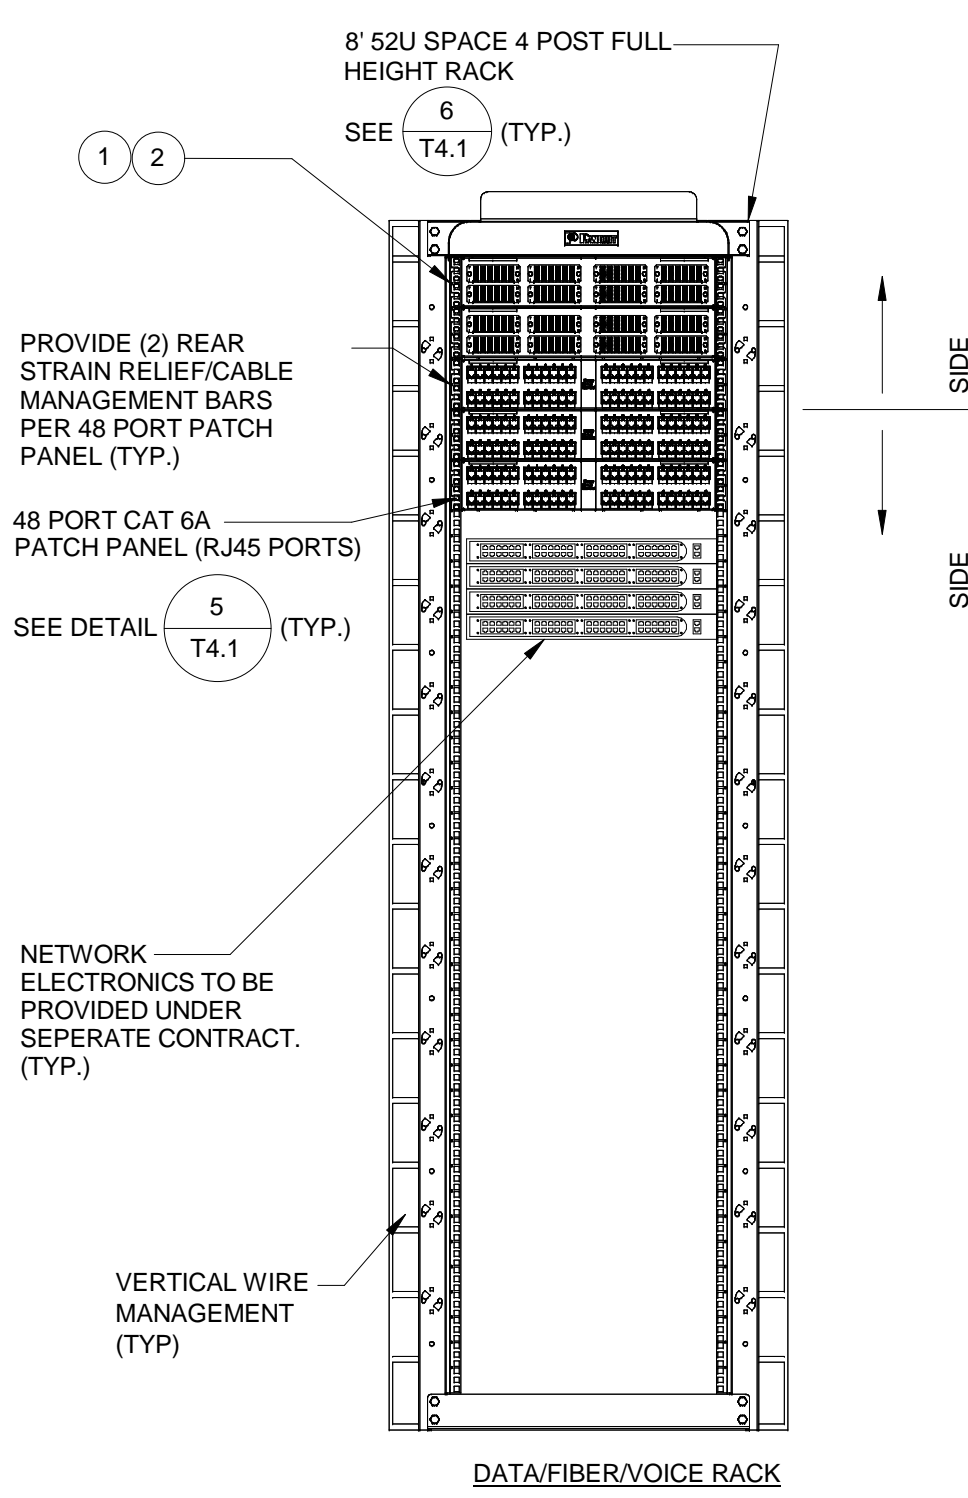 8' 52U SPACE 4 POST FULL
HEIGHT RACK
SEE 6 (TYP.)
T4.1
1 2
PROVIDE (2) REAR
STRAIN RELIEF/CABLE
MANAGEMENT BARS
PER 48 PORT PATCH
PANEL (TYP.)
48 PORT CAT 6A
PATCH PANEL (RJ45 PORTS)
SEE DETAIL 5 (TYP.)
T4.1
NETWORK
ELECTRONICS TO BE
PROVIDED UNDER
SEPERATE CONTRACT.
(TYP.)
VERTICAL WIRE
MANAGEMENT
(TYP)
SIDE
SIDE
DATA/FIBER/VOICE RACK